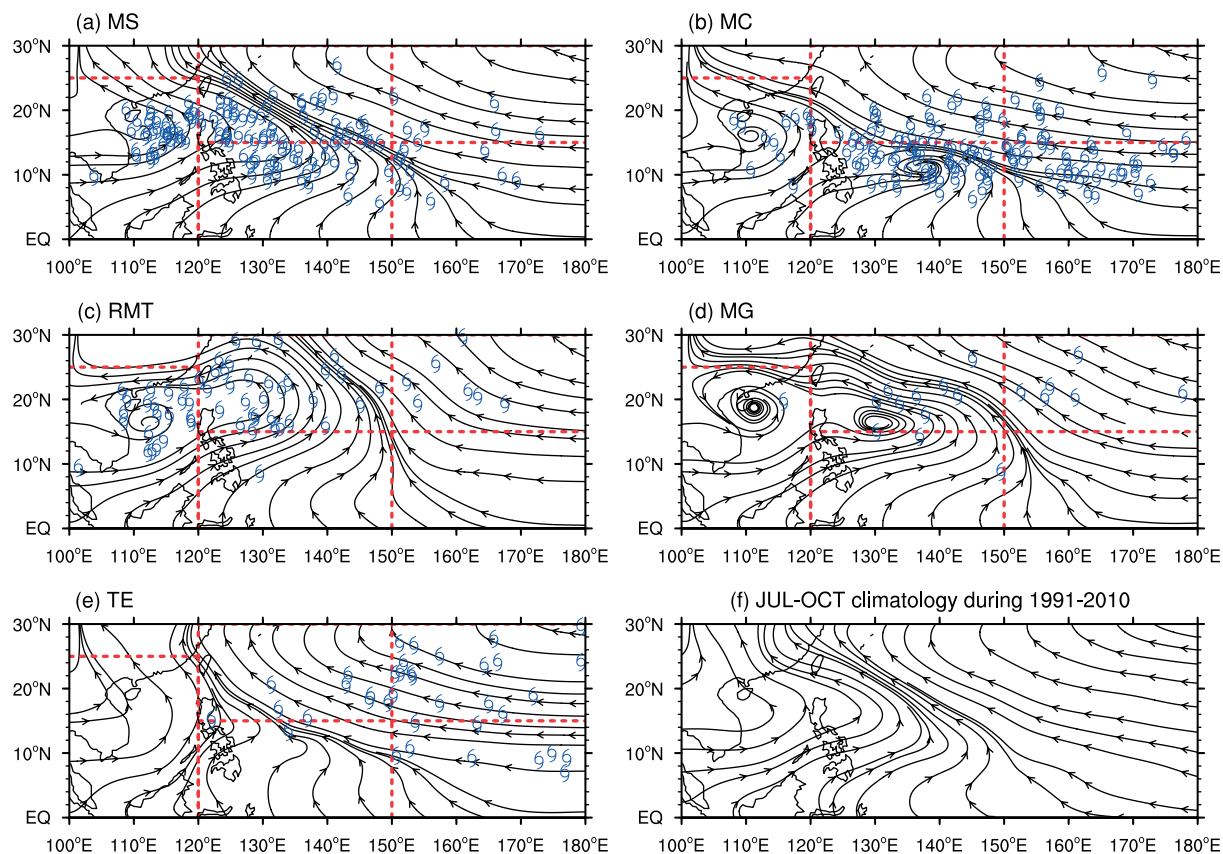 (a) MS
(b) MC
30°N
20°N
10°N
EQ
100°E 110°E 120°E 130°E 140°E 150°E 160°E 170°E 180°E
30°N
20°N
10°N
EQ
100°E 110°E 120°E 130°E 140°E 150°E 160°E 170°E 180°E
(c) RMT
(d) MG
30°N
20°N
10°N
EQ
100°E 110°E 120°E 130°E 140°E 150°E 160°E 170°E 180°E
30°N
20°N
10°N
EQ
100°E 110°E 120°E 130°E 140°E 150°E 160°E 170°E 180°E
(e) TE
(f) JUL-OCT climatology during 1991-2010
30°N
20°N
10°N
EQ
100°E 110°E 120°E 130°E 140°E 150°E 160°E 170°E 180°E
30°N
20°N
10°N
EQ
100°E 110°E 120°E 130°E 140°E 150°E 160°E 170°E 180°E